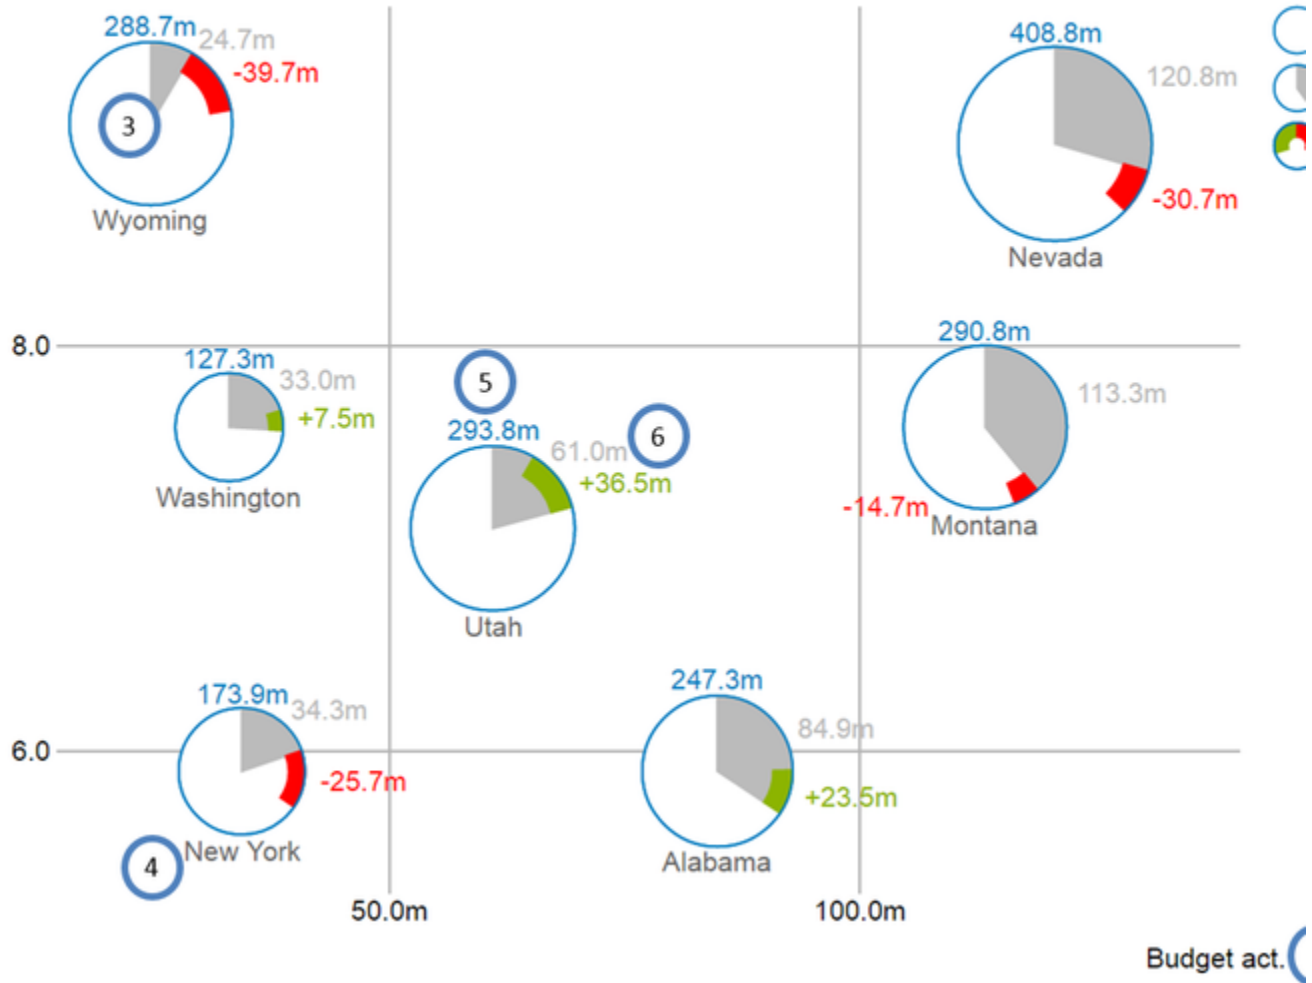 288.7m
24.7m
-39.7m
3
Wyoming
408.8m
120.8m
-30.7m
Nevada
8.0
127.3m
33.0m
+7.5m
Washington
5
293.8m
6
61.0m
+36.5m
Utah
290.8m
113.3m
-14.7m
Montana
6.0
173.9m
34.3m
-25.7m
New York
4
247.3m
84.9m
+23.5m
Alabama
50.0m
100.0m
Budget act.